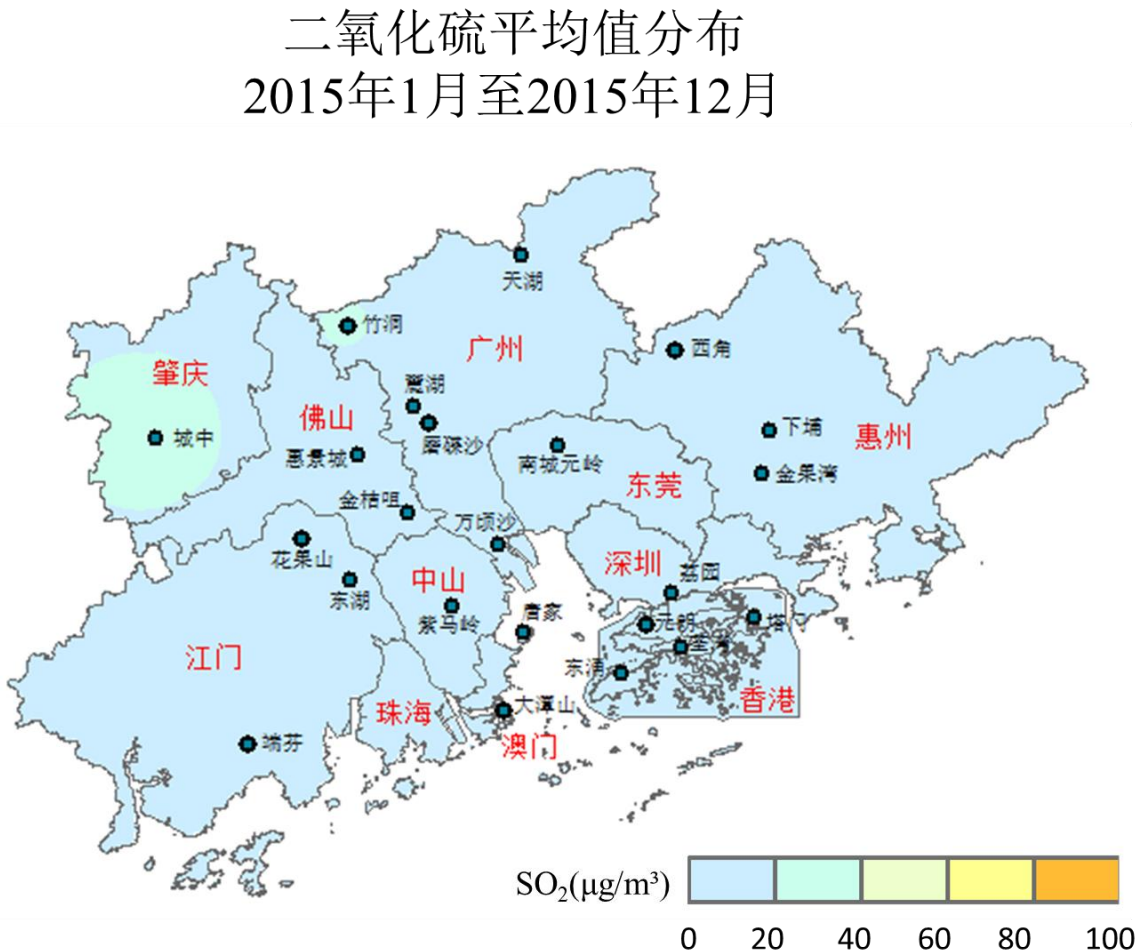 二氧化硫平均值分布
2015年1月至2015年12月
天湖
竹洞
广州
西角
肇庆
麓湖
佛山
磨碟沙
下埔
惠州
城中
惠景城
南城元岭
金果湾
东莞
金桔咀
万顷沙
花果山
深圳
荔园
中山
东湖
紫马岭
唐家
元朗
塔门
荃湾
江门
东涌
香港
珠海
大潭山
澳门
端芬
SO₂(μg/m³)
0 20 40 60 80 100